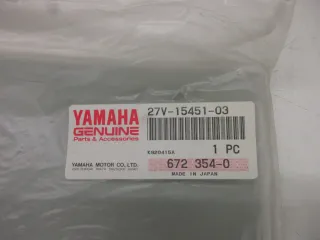 YAMAHA
GENUINE
Parts & Accessories
27V-15451-03
1 PC
672 354-0
MADE IN JAPAN
YAMAHA MOTOR CO., LTD.